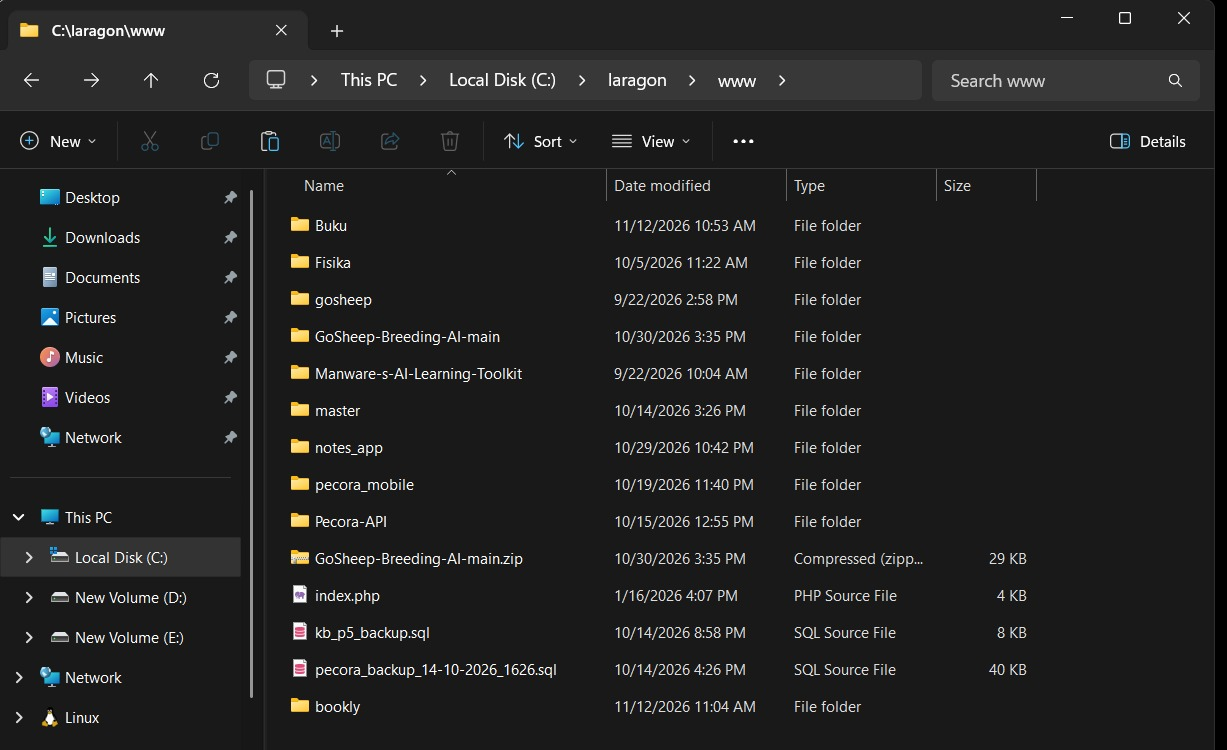 C:\laragon\www
This PC Local Disk (C:) laragon www Search www
New Sort View Details
Desktop
Downloads
Documents
Pictures
Music
Videos
Network
This PC
Local Disk (C:)
New Volume (D:)
New Volume (E:)
Network
Linux
Name Date modified Type Size
Buku 11/12/2026 10:53 AM File folder
Fisika 10/5/2026 11:22 AM File folder
gosheep 9/22/2026 2:58 PM File folder
GoSheep-Breeding-AI-main 10/30/2026 3:35 PM File folder
Manware-s-AI-Learning-Toolkit 9/22/2026 10:04 AM File folder
master 10/14/2026 3:26 PM File folder
notes_app 10/29/2026 10:42 PM File folder
pecora_mobile 10/19/2026 11:40 PM File folder
Pecora-API 10/15/2026 12:55 PM File folder
GoSheep-Breeding-AI-main.zip 10/30/2026 3:35 PM Compressed (zipp... 29 KB
index.php 1/16/2026 4:07 PM PHP Source File 4 KB
kb_p5_backup.sql 10/14/2026 8:58 PM SQL Source File 8 KB
pecora_backup_14-10-2026_1626.sql 10/14/2026 4:26 PM SQL Source File 40 KB
bookly 11/12/2026 11:04 AM File folder